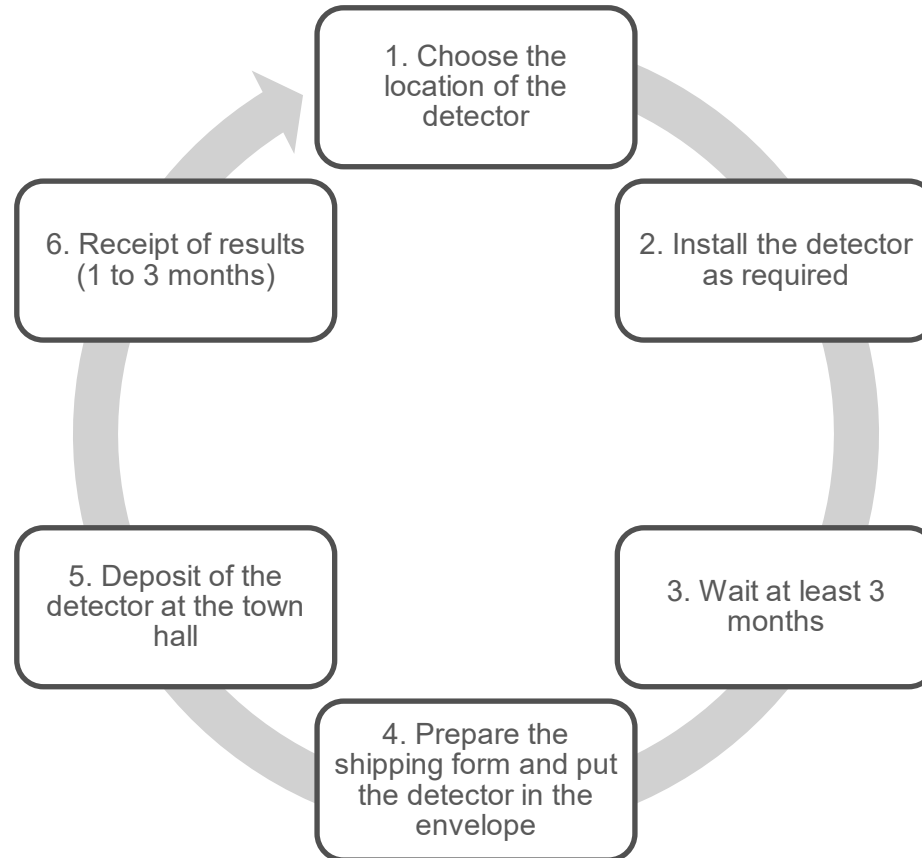 1. Choose the
location of the
detector
2. Install the detector
as required
3. Wait at least 3
months
4. Prepare the
shipping form and put
the detector in the
envelope
5. Deposit of the
detector at the town
hall
6. Receipt of results
(1 to 3 months)